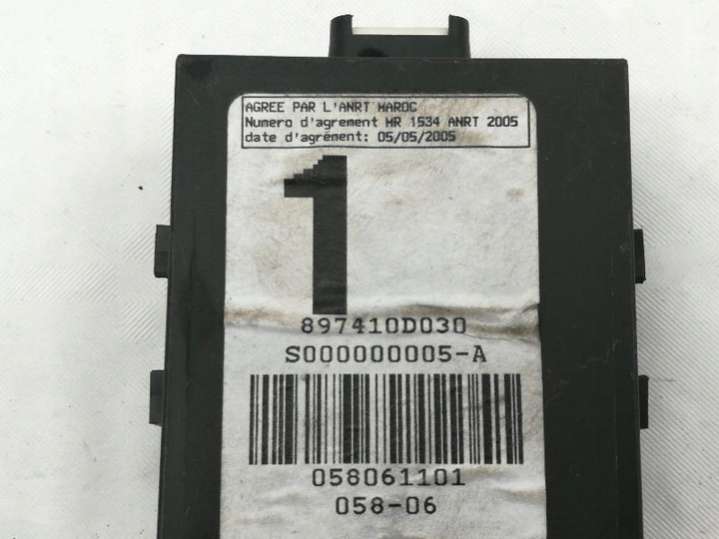 AGREE PAR L'ANRT MAROC
Numero d'agrement MR 1534 ANRT 2005
date d'agrément: 05/05/2005
1
897410D030
S000000005-A
058061101
058-06